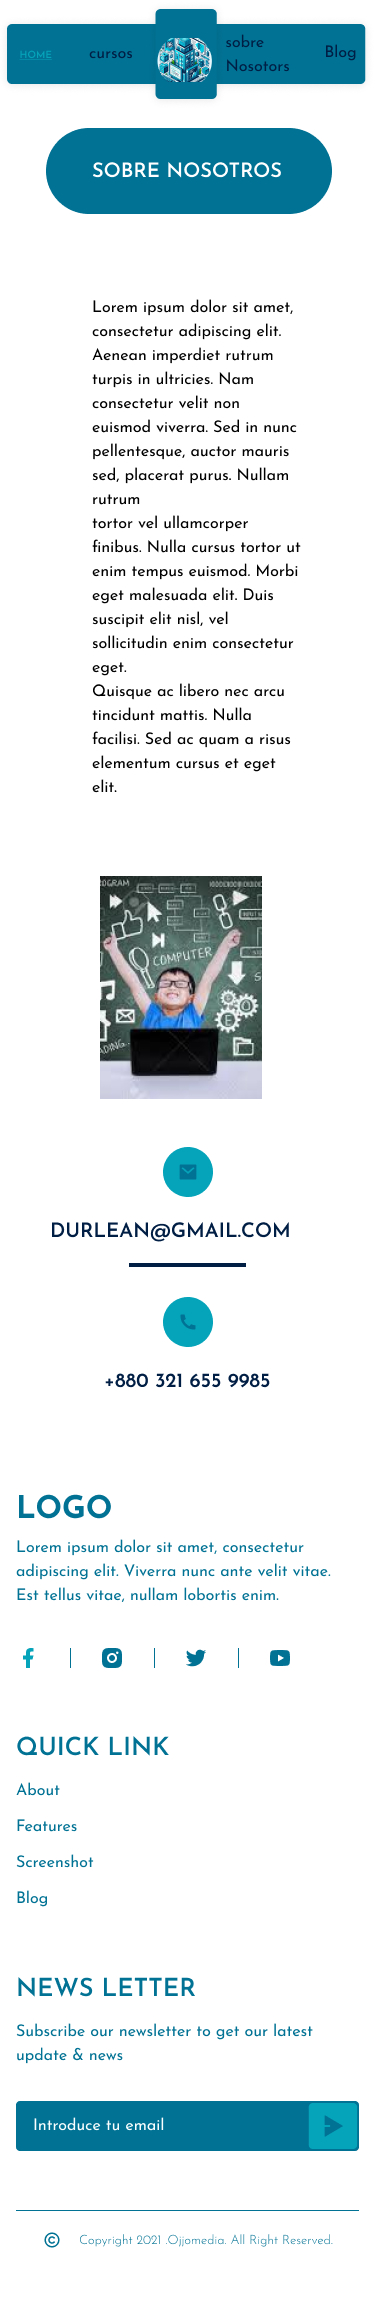 HOME
cursos
sobre
Nosotors
Blog
SOBRE NOSOTROS
Lorem ipsum dolor sit amet,
consectetur adipiscing elit.
Aenean imperdiet rutrum
turpis in ultricies. Nam
consectetur velit non
euismod viverra. Sed in nunc
pellentesque, auctor mauris
sed, placerat purus. Nullam
rutrum
tortor vel ullamcorper
finibus. Nulla cursus tortor ut
enim tempus euismod. Morbi
eget malesuada elit. Duis
suscipit elit nisl, vel
sollicitudin enim consectetur
eget.
Quisque ac libero nec arcu
tincidunt mattis. Nulla
facilisi. Sed ac quam a risus
elementum cursus et eget
elit.
COMPUTER
DURLEAN@GMAIL.COM
+880 321 655 9985
LOGO
Lorem ipsum dolor sit amet, consectetur
adipiscing elit. Viverra nunc ante velit vitae.
Est tellus vitae, nullam lobortis enim.
QUICK LINK
About
Features
Screenshot
Blog
NEWS LETTER
Subscribe our newsletter to get our latest
update & news
Introduce tu email
© Copyright 2021 .Ojjomedia. All Right Reserved.